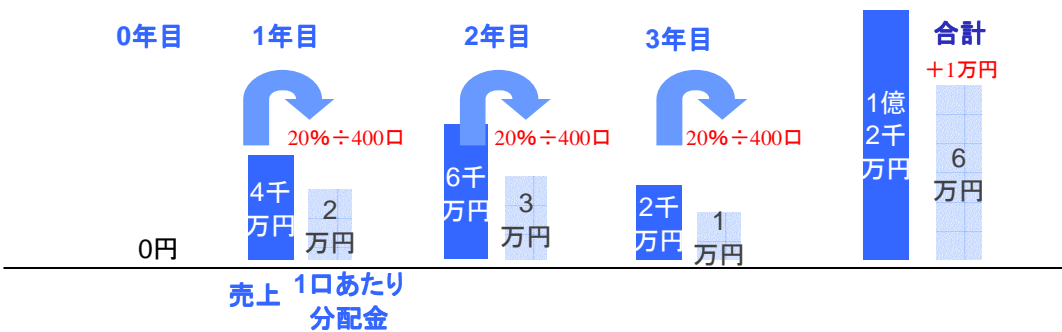 0年目
1年目
2年目
3年目
合計
+1万円
20%÷400口
20%÷400口
20%÷400口
4千
万円
2
万円
6千
万円
3
万円
2千
万円
1
万円
1億
2千
万円
6
万円
0円
売上
1口あたり
分配金